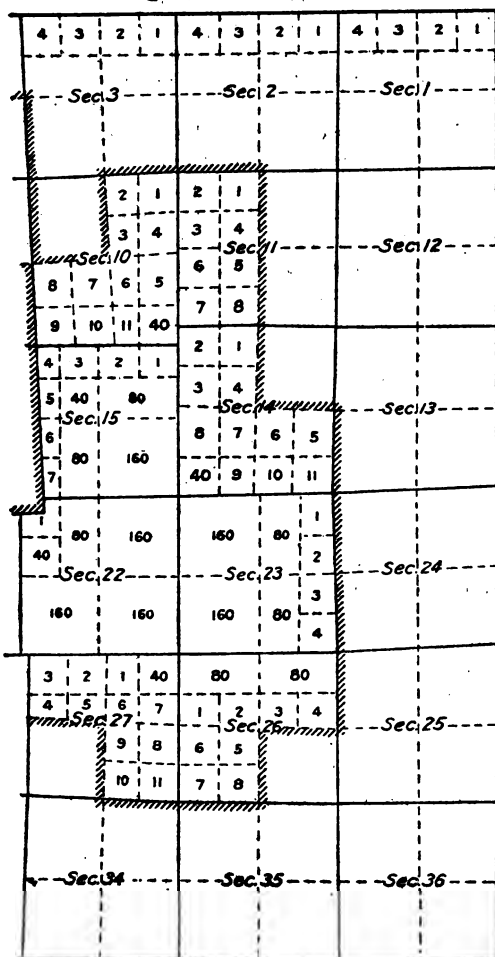 4 3 2 1 4 3 2 1 4 3 2 1
Sec. 3 Sec. 2 Sec. 1
2 1 2 1
3 4 3 4
Sec. 10 Sec. 11 Sec. 12
8 7 6 5 6 5
9 10 11 40 7 8
4 3 2 1 2 1
5 40 80 3 4
Sec. 15 Sec. 14 Sec. 13
6 80 160 8 7 6 5
7 40 9 10 11
1 80 160 160 80 1
40 2
Sec. 22 Sec. 23 Sec. 24
160 160 160 80 3
4
3 2 1 40 80 80
4 5 6 7 1 2 3 4
Sec. 27 Sec. 26 Sec. 25
9 8 6 5
10 11 7 8
Sec. 34 Sec. 35 Sec. 36